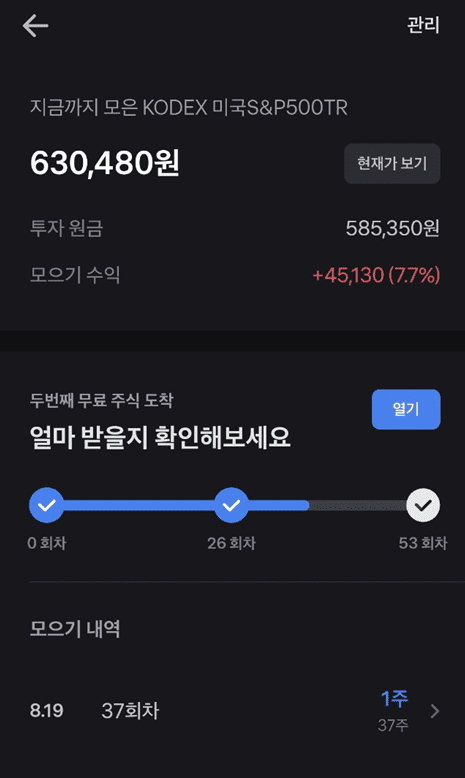 관리
지금까지 모은 KODEX 미국S&P500TR
630,480원
현재가 보기
투자 원금 585,350원
모으기 수익 +45,130 (7.7%)
두번째 무료 주식 도착
얼마 받을지 확인해보세요
열기
0 회차 26 회차 53 회차
모으기 내역
8.19 37회차 1주
37주